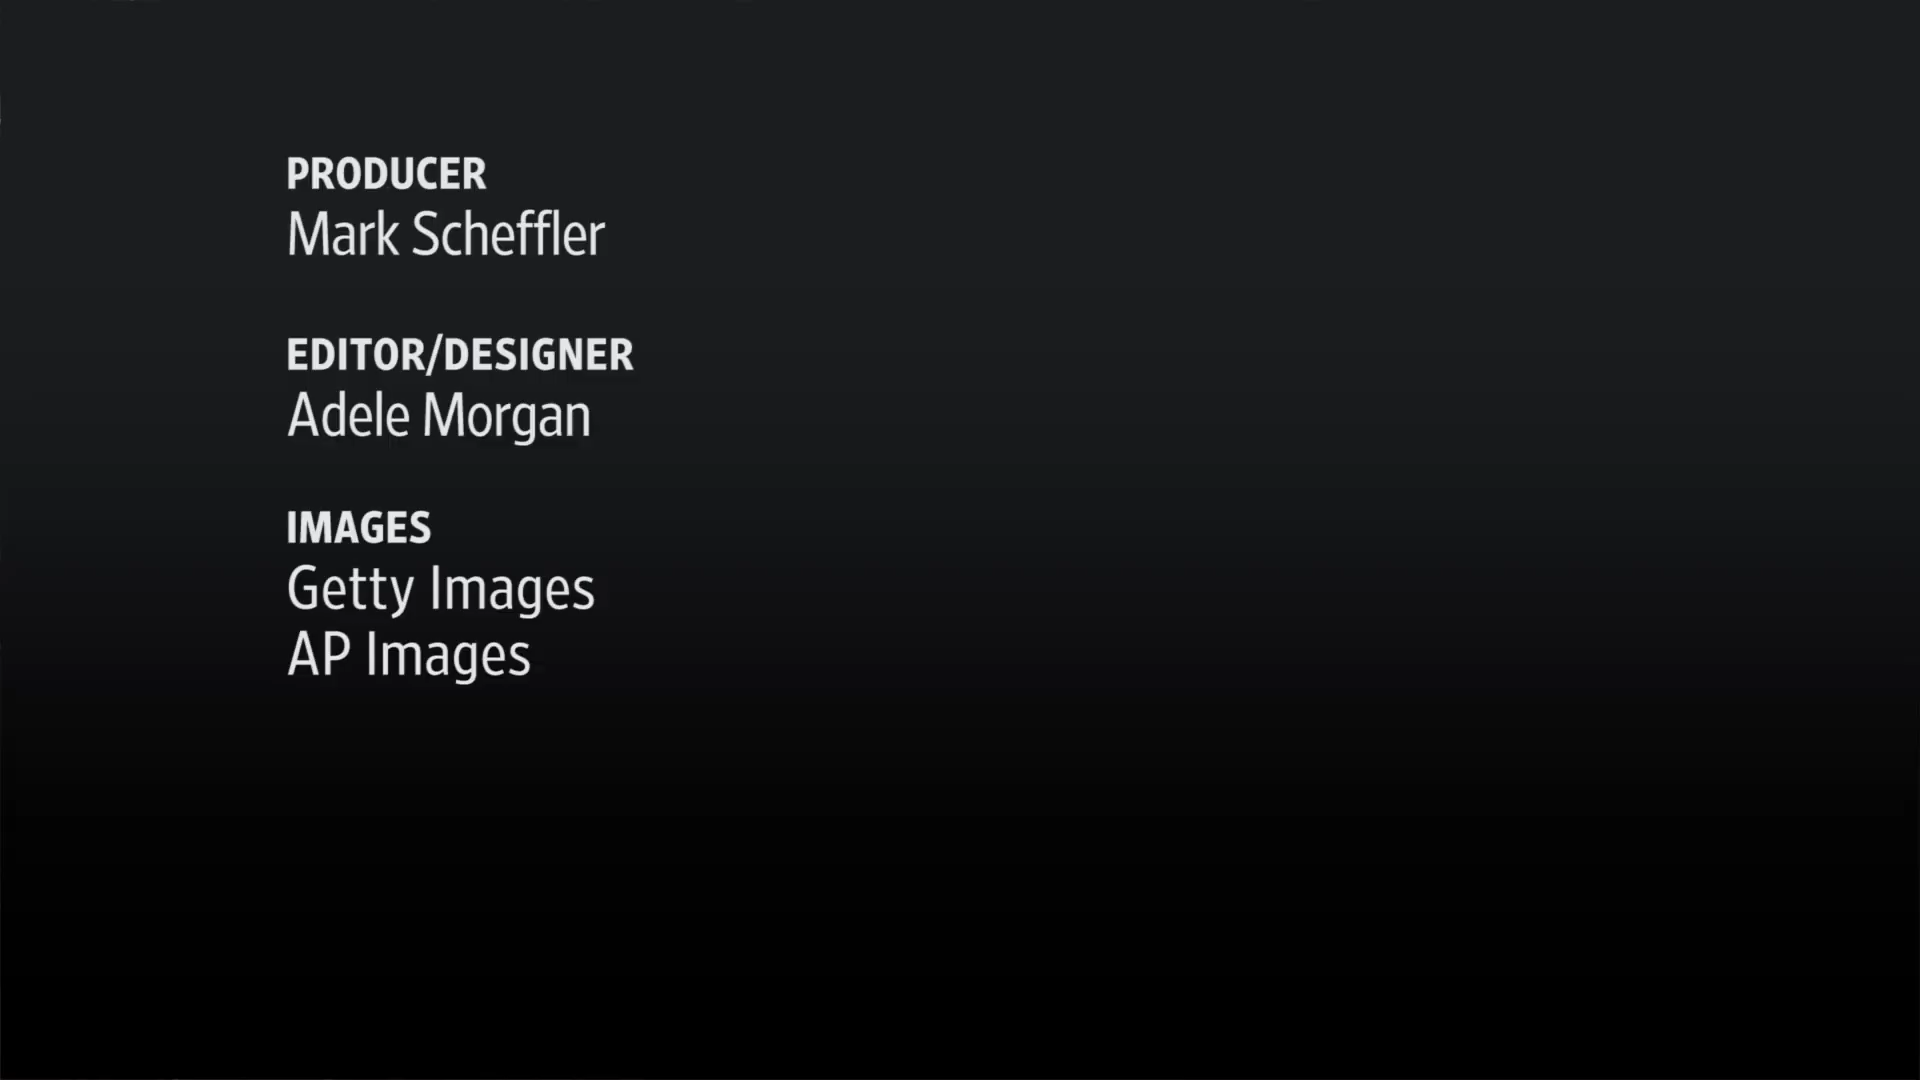 PRODUCER
Mark Scheffler
EDITOR/DESIGNER
Adele Morgan
IMAGES
Getty Images
AP Images